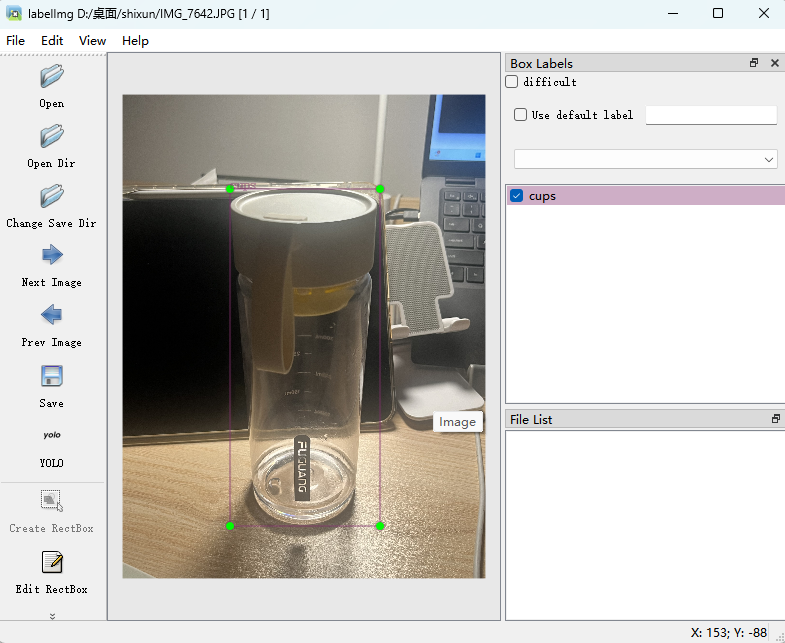 labelImg D:/桌面/shixun/IMG_7642.JPG [1 / 1]
File Edit View Help
Open
Open Dir
Change Save Dir
Next Image
Prev Image
Save
yolo
YOLO
Create RectBox
Edit RectBox
FUGUANG
Image
Box Labels
difficult
Use default label
cups
File List
X: 153; Y: -88